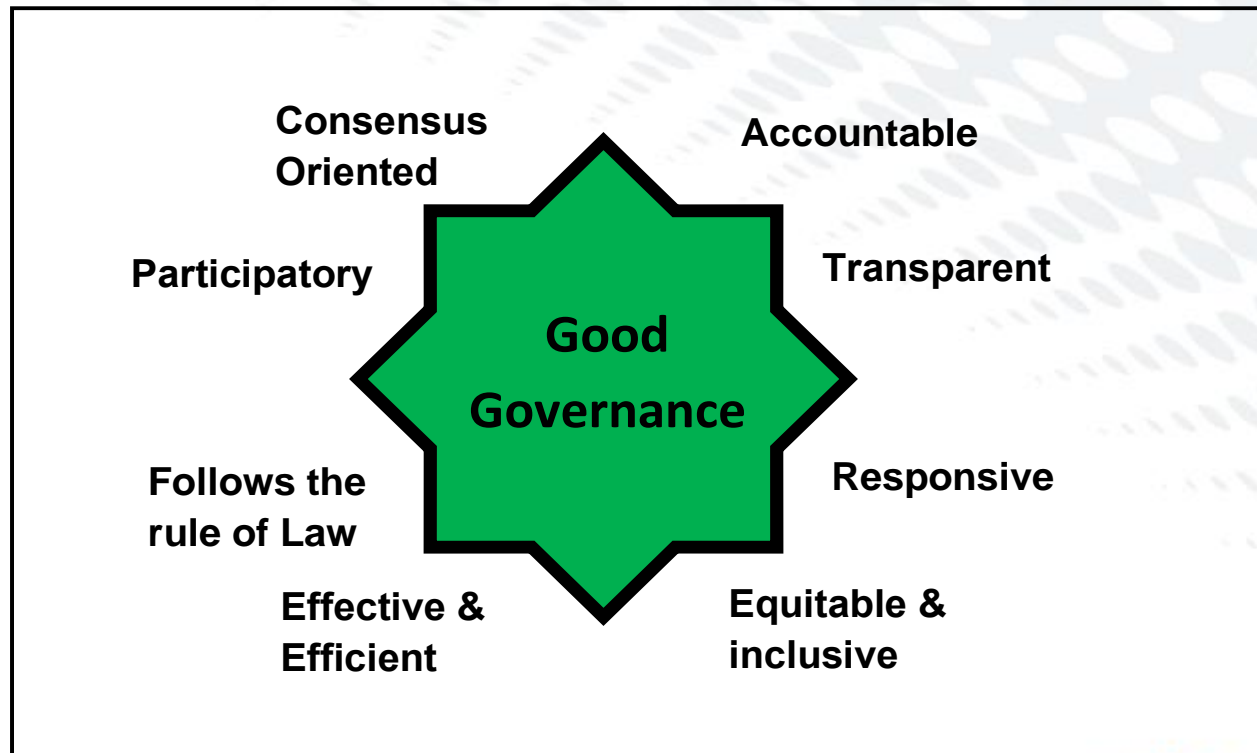 Consensus
Oriented
Accountable
Participatory
Transparent
Good
Governance
Follows the
rule of Law
Responsive
Effective &
Efficient
Equitable &
inclusive